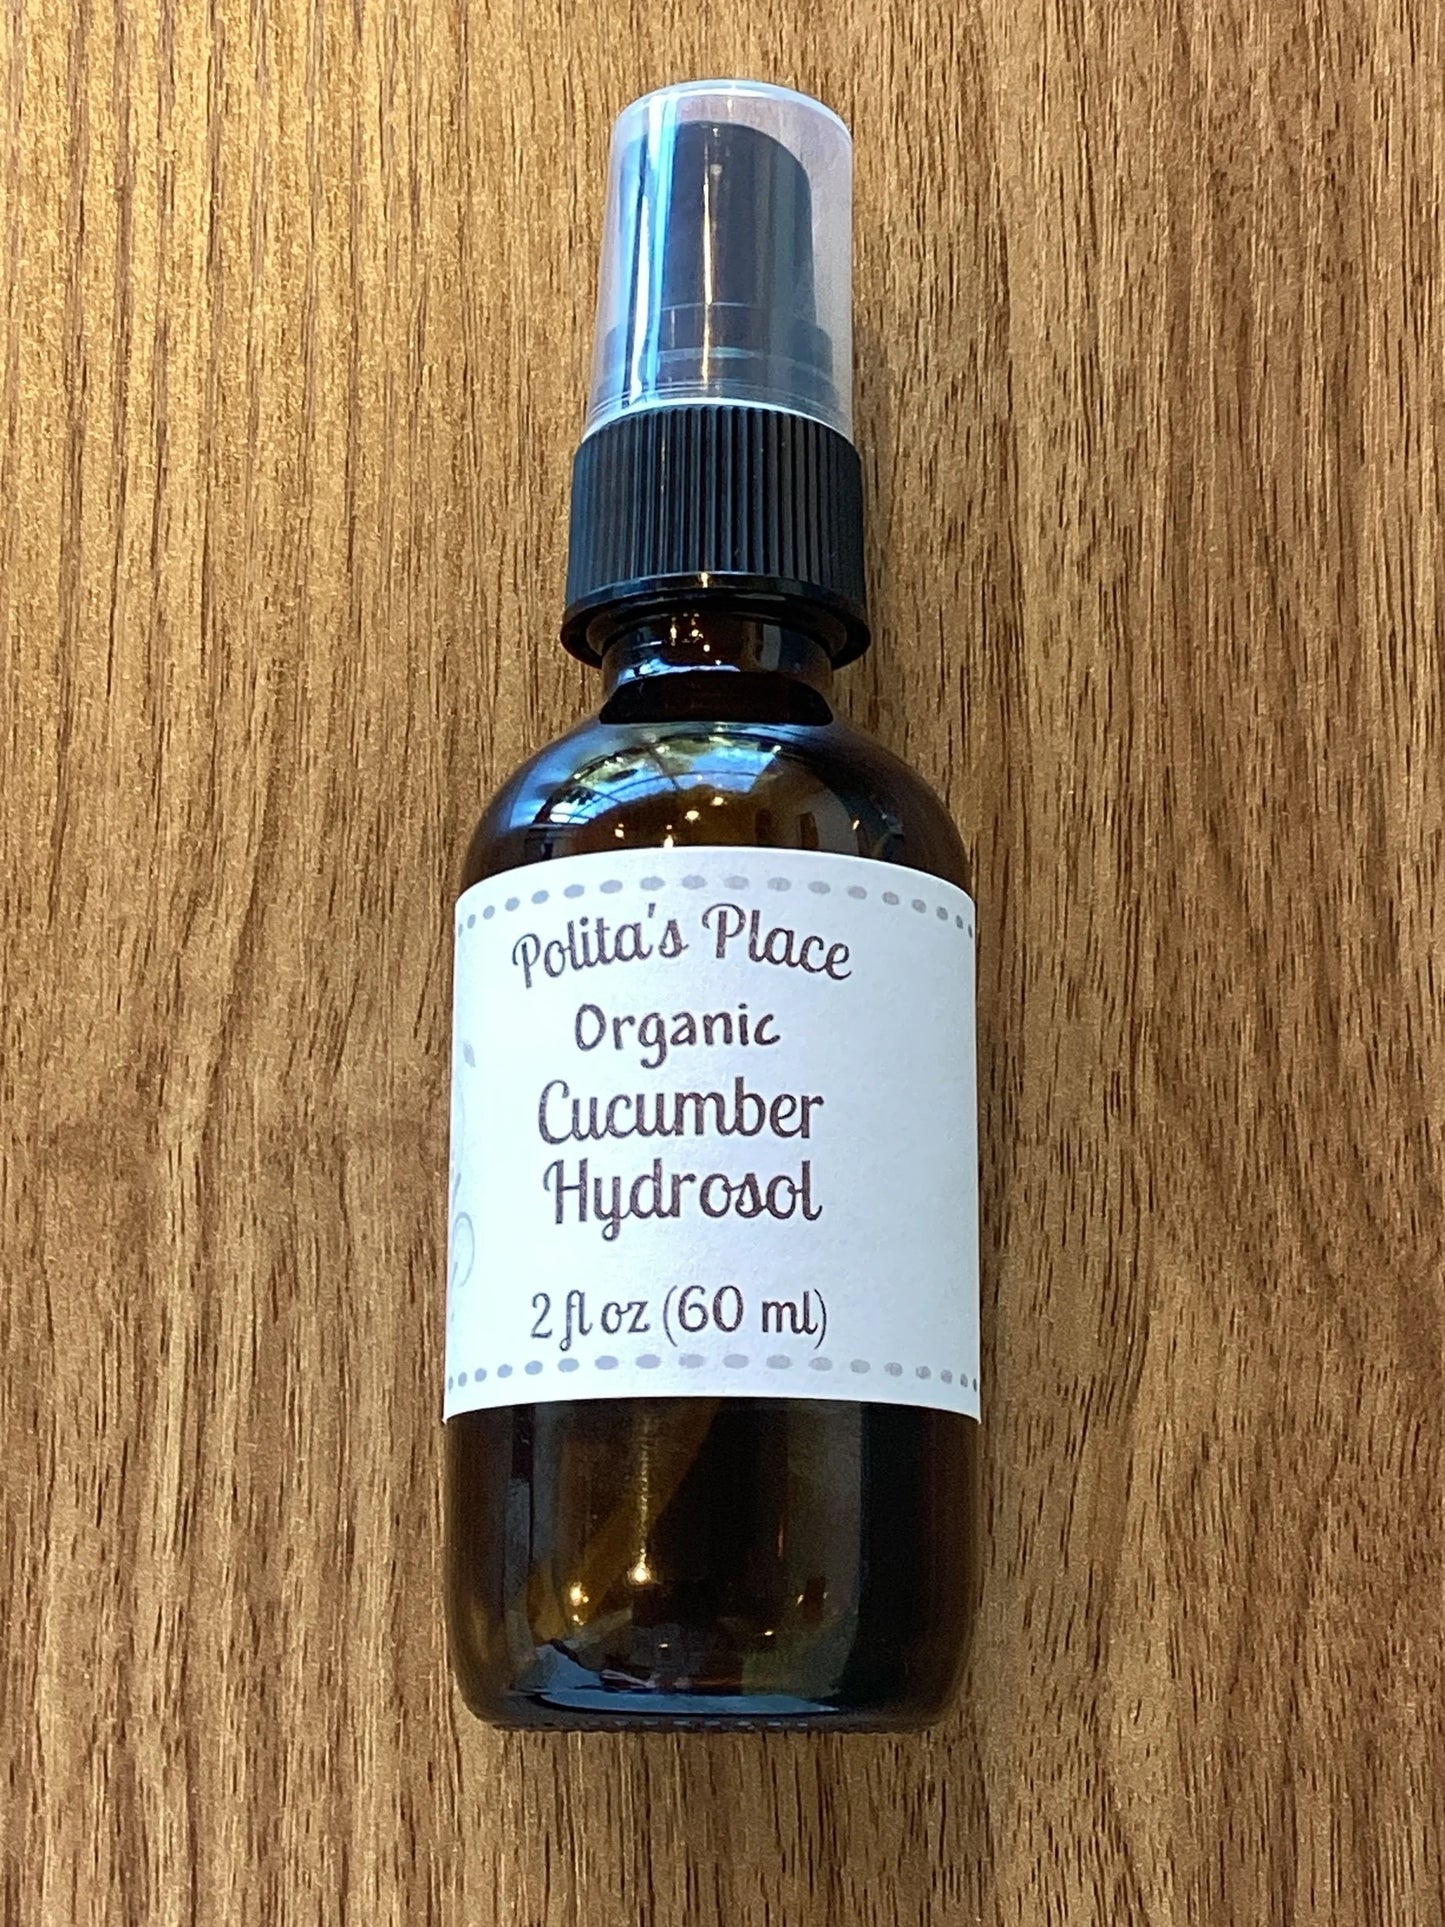 Polita's Place
Organic
Cucumber
Hydrosol
2 fl oz (60 ml)